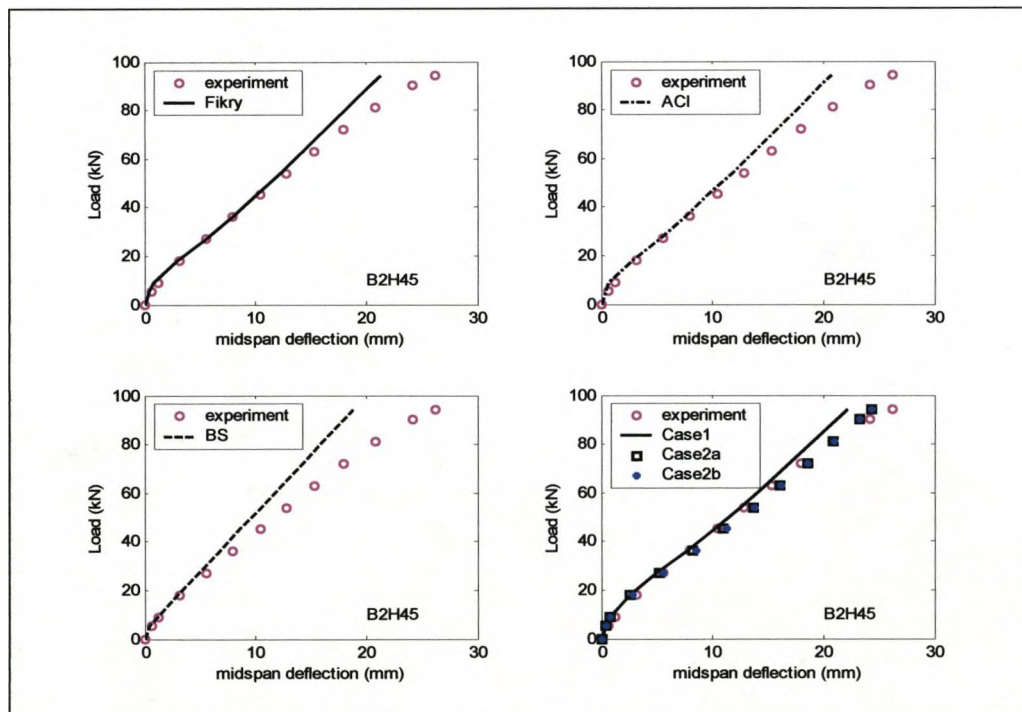 100
80
60
40
20
0
Load (kN)
experiment
Fikry
B2H45
0 10 20 30
midspan deflection (mm)
100
80
60
40
20
0
Load (kN)
experiment
ACI
B2H45
0 10 20 30
midspan deflection (mm)
100
80
60
40
20
0
Load (kN)
experiment
BS
B2H45
0 10 20 30
midspan deflection (mm)
100
80
60
40
20
0
Load (kN)
experiment
Case1
Case2a
Case2b
B2H45
0 10 20 30
midspan deflection (mm)